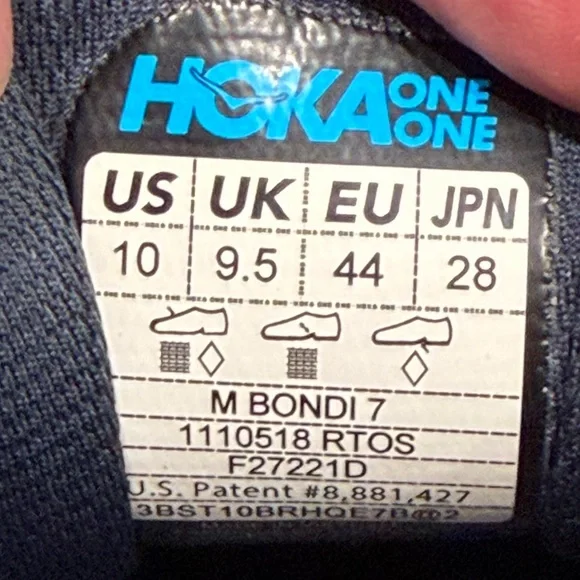 HOKA ONE ONE
US UK EU JPN
10 9.5 44 28
M BONDI 7
1110518 RTOS
F27221D
U.S. Patent #8,881,427